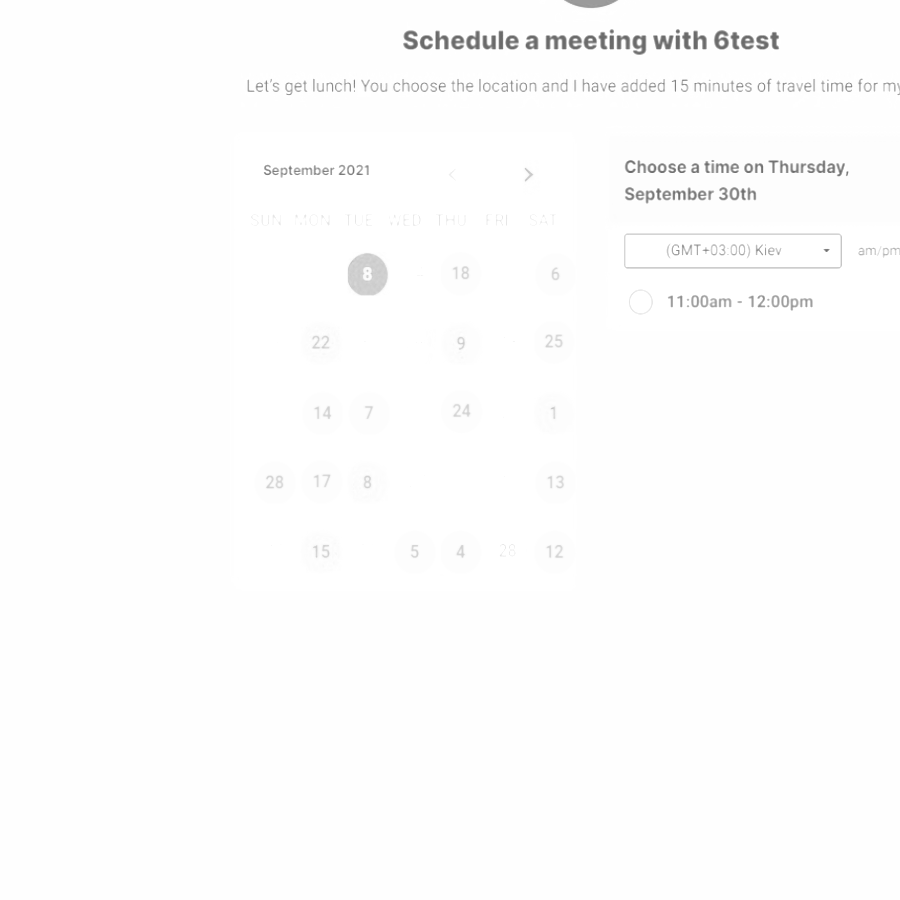 Schedule a meeting with 6test
Let's get lunch! You choose the location and I have added 15 minutes of travel time for my
September 2021
SUN MON TUE WED THU FRI SAT
8 18 6
22 9 25
14 7 24 1
28 17 8 13
15 5 4 28 12
Choose a time on Thursday,
September 30th
(GMT+03:00) Kiev am/pm
11:00am - 12:00pm